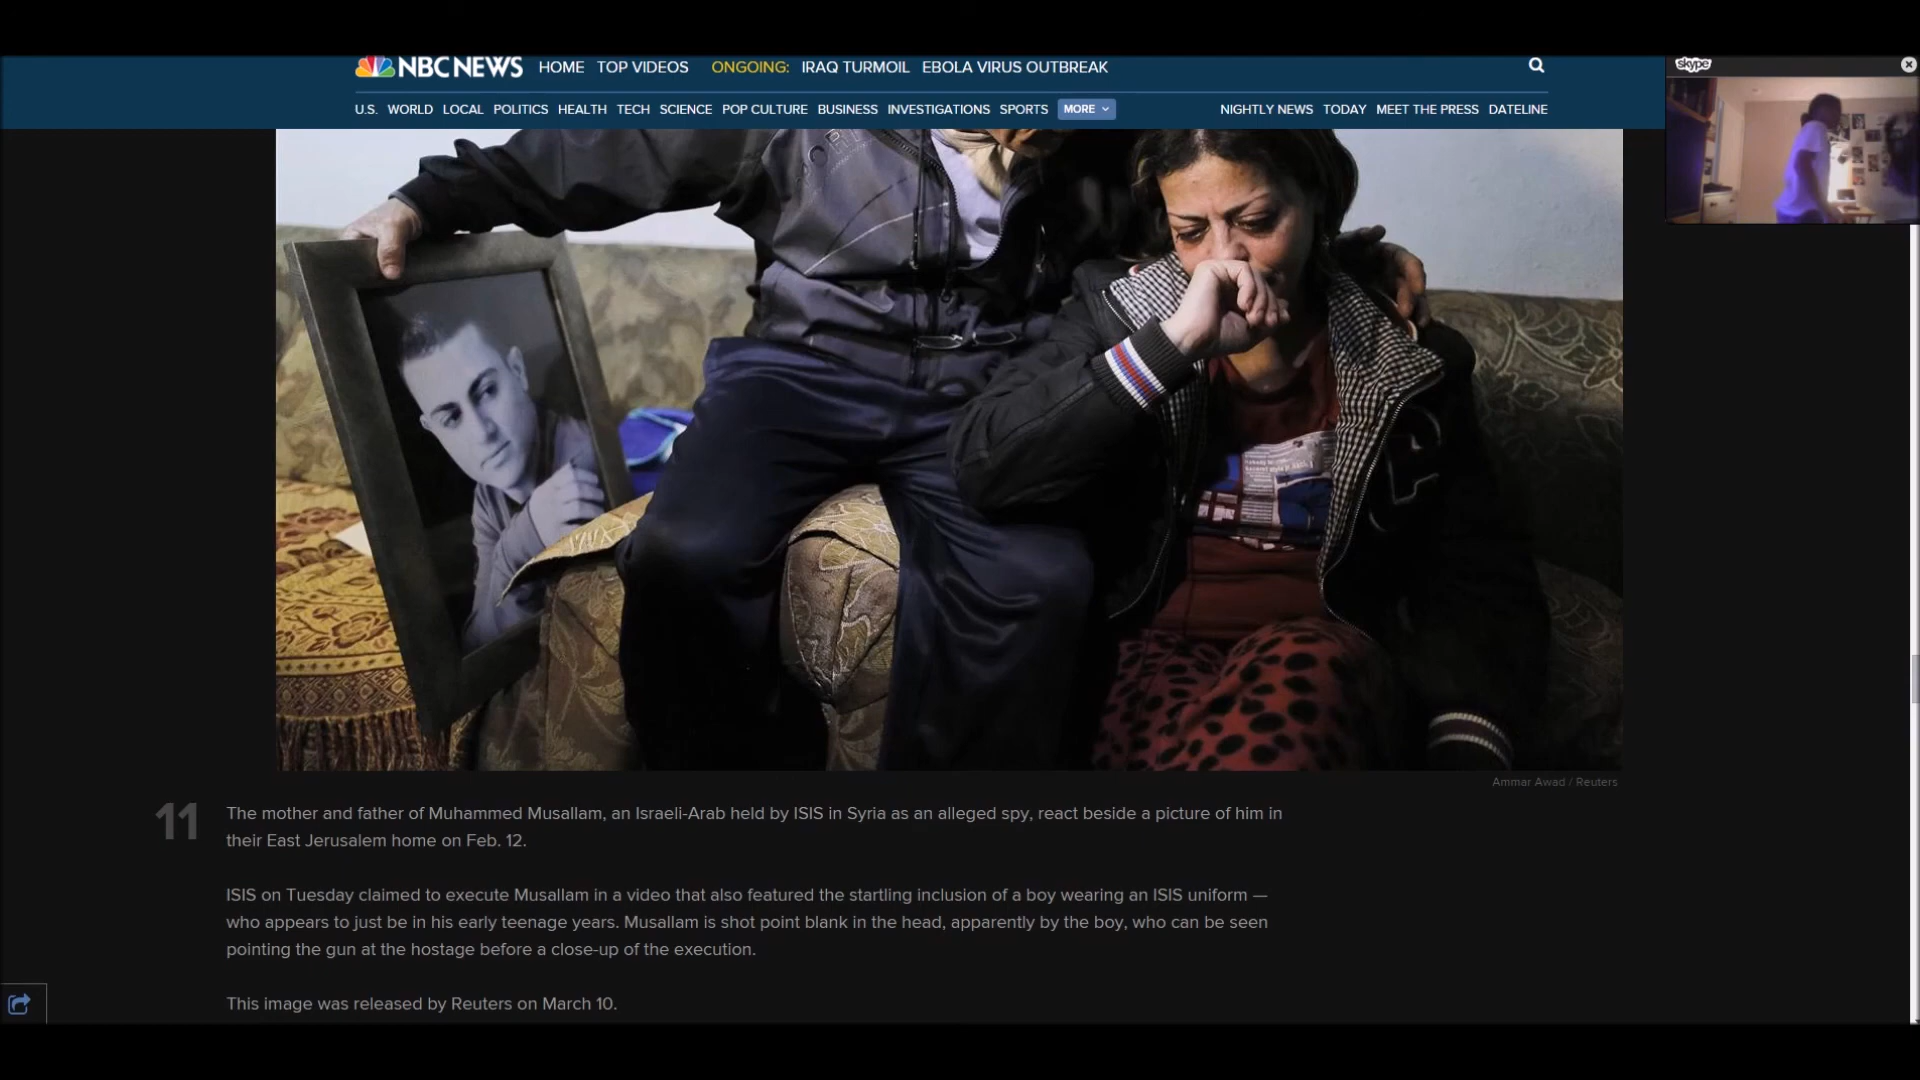 NBC NEWS HOME TOP VIDEOS ONGOING: IRAQ TURMOIL EBOLA VIRUS OUTBREAK
skype
U.S. WORLD LOCAL POLITICS HEALTH TECH SCIENCE POP CULTURE BUSINESS INVESTIGATIONS SPORTS MORE NIGHTLY NEWS TODAY MEET THE PRESS DATELINE
Ammar Awad / Reuters
11 The mother and father of Muhammed Musallam, an Israeli-Arab held by ISIS in Syria as an alleged spy, react beside a picture of him in
their East Jerusalem home on Feb. 12.
ISIS on Tuesday claimed to execute Musallam in a video that also featured the startling inclusion of a boy wearing an ISIS uniform —
who appears to just be in his early teenage years. Musallam is shot point blank in the head, apparently by the boy, who can be seen
pointing the gun at the hostage before a close-up of the execution.
This image was released by Reuters on March 10.